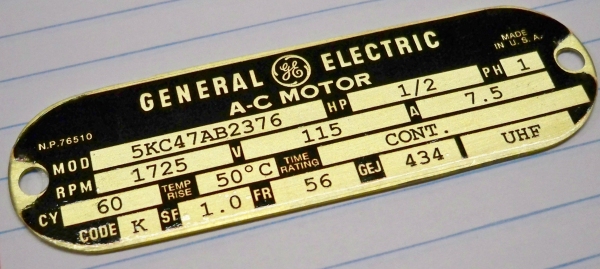 GENERAL GE ELECTRIC
MADE
IN U.S.A.
A-C MOTOR
N.P. 76510
MOD 5KC47AB2376 HP 1/2 PH 1
RPM 1725 V 115 A 7.5
CY 60 TEMP RISE 50°C TIME RATING CONT.
CODE K SF 1.0 FR 56 GEJ 434 UHF